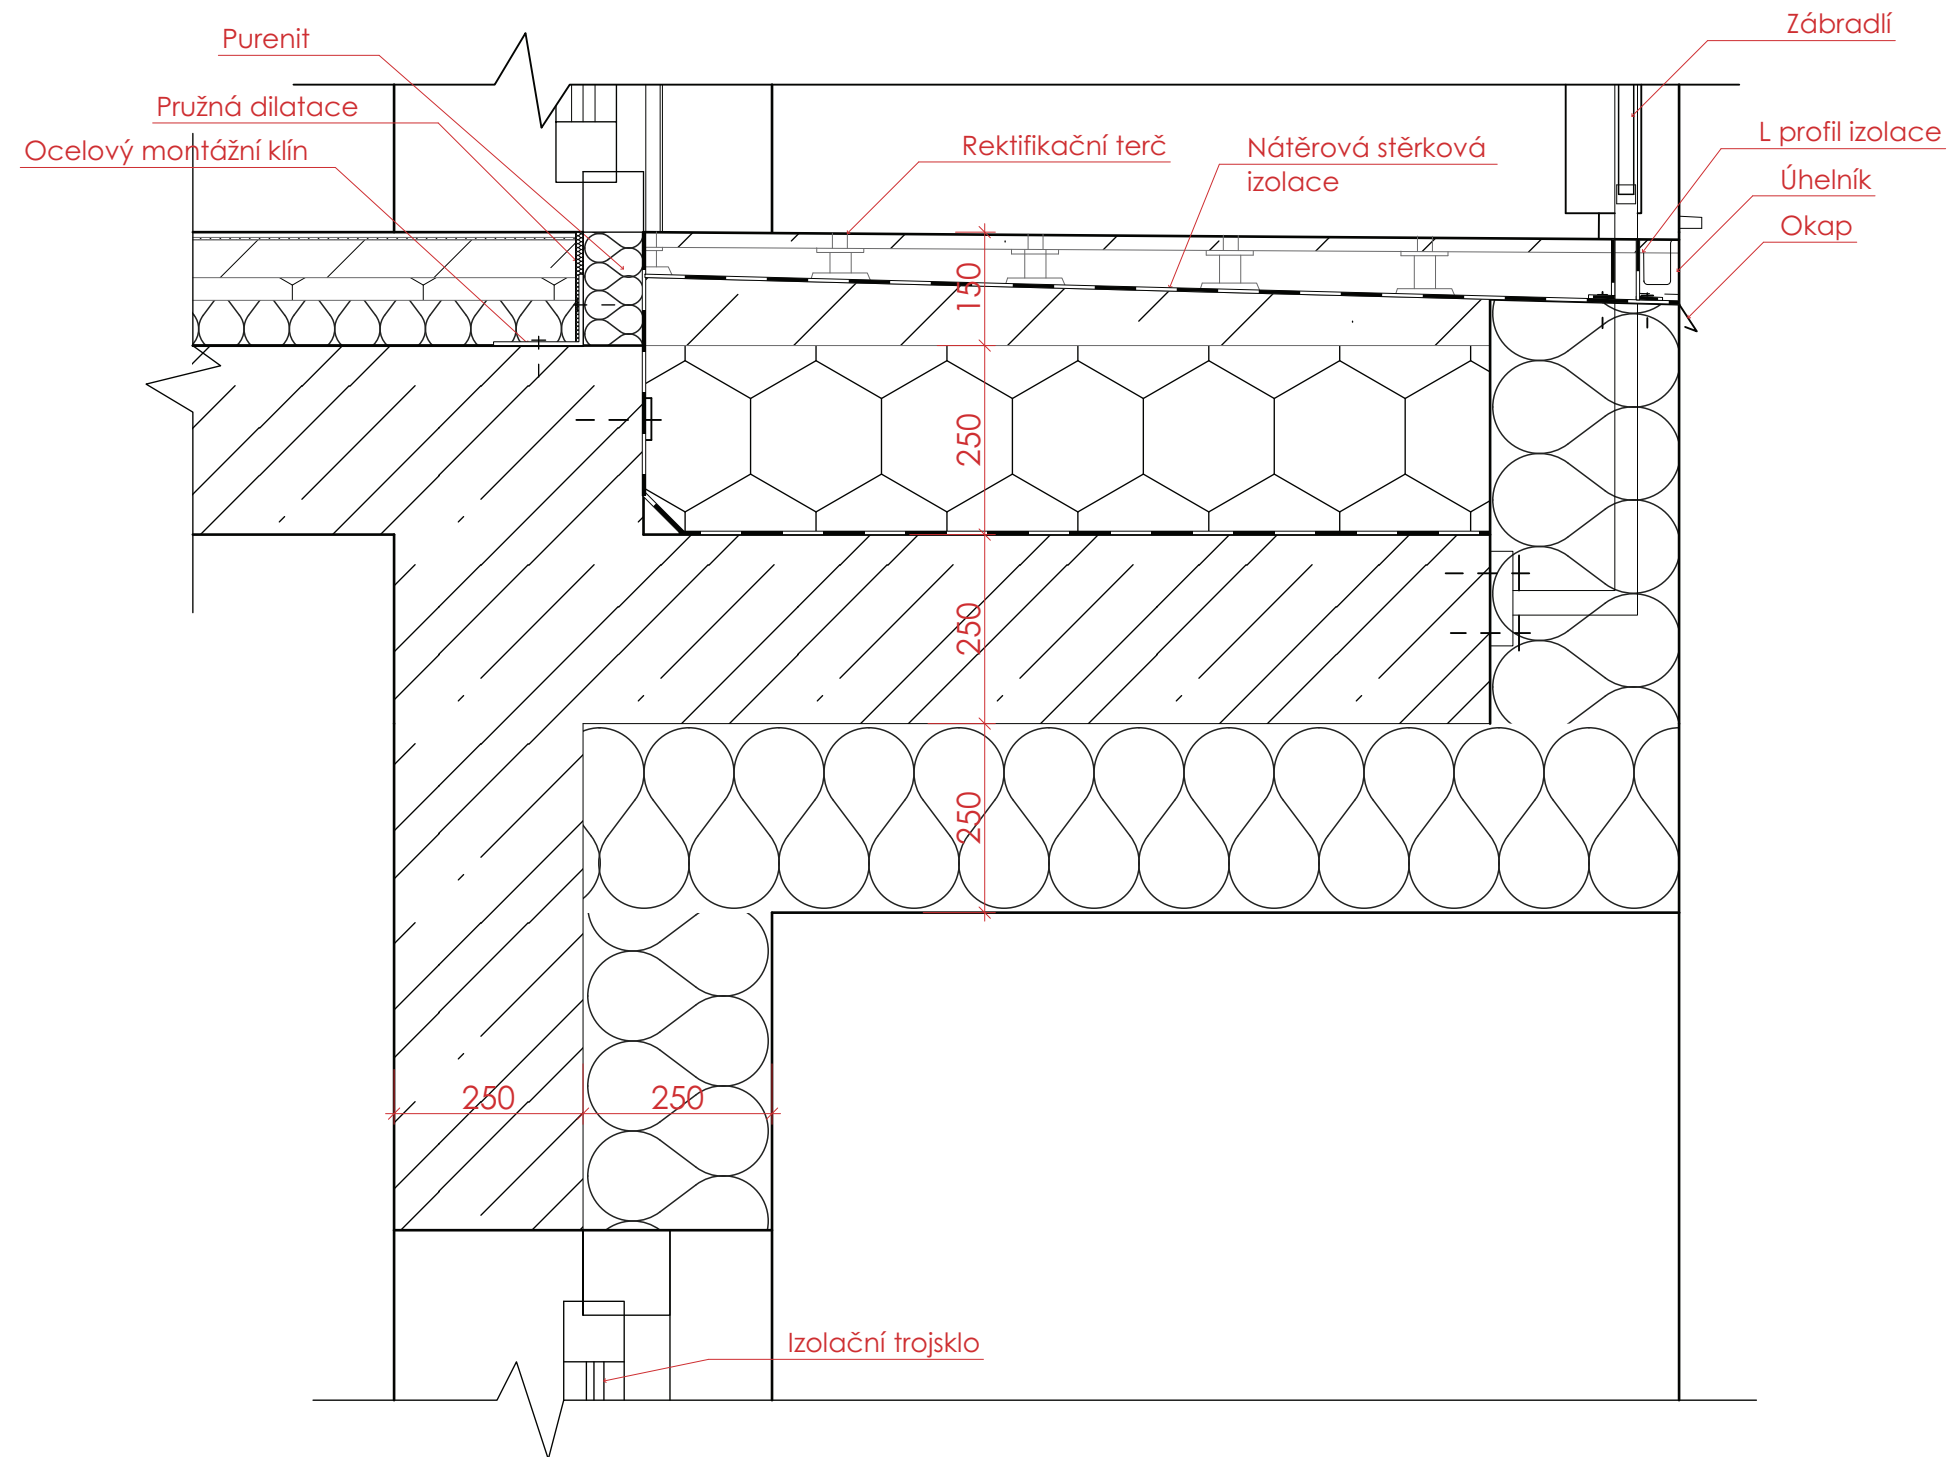 Purenit
Zábradlí
Pružná dilatace
L profil izolace
Ocelový montážní klín
Rektifikační terč
Nátěrová stěrková
izolace
Úhelník
Okap
150
250
250
250
250
250
Izolační trojsklo